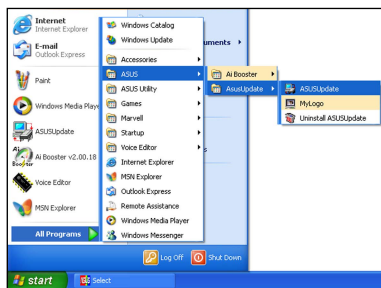 Internet
Internet Explorer
E-mail
Outlook Express
Paint
Windows Media Playe
ASUSUpdate
Ai Booster v2.00.18
Voice Editor
MSN Explorer
All Programs
uments
s
Windows Catalog
Windows Update
Accessories
ASUS
ASUS Utility
Games
Marvell
Startup
Voice Editor
Internet Explorer
MSN Explorer
Outlook Express
Remote Assistance
Windows Media Player
Windows Messenger
Ai Booster
AsusUpdate
ASUSUpdate
MyLogo
Uninstall ASUSUpdate
Log Off
Shut Down
start
Select